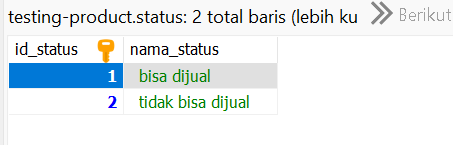 testing-product.status: 2 total baris (lebih ku
Berikut
id_status nama_status
1 bisa dijual
2 tidak bisa dijual